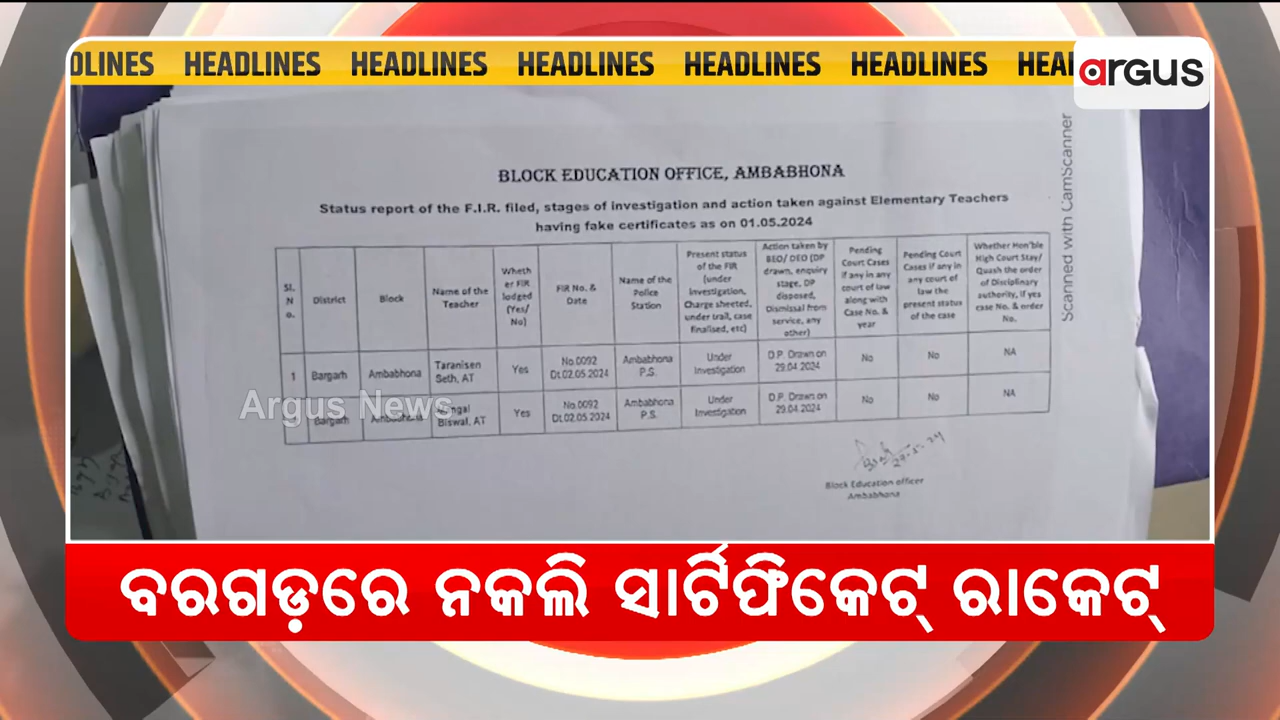 DLINES HEADLINES HEADLINES HEADLINES HEADLINES HEADLINES HEAD
argus
BLOCK EDUCATION OFFICE, AMBABHONA
Status report of the F.I.R. filed, stages of investigation and action taken against Elementary Teachers
having fake certificates as on 01.05.2024
Sl. N o. District Block Name of the Teacher Wheth er FIR lodged (Yes/ No) FIR No. & Date Name of the Police Station Present status of the FIR (under Investigation, Charge sheeted, under trail, case finalised, etc) Action taken by BEO/ DEO (DP drawn, enquiry stage, DP disposed, Dismissal from service, any other) Pending Court Cases if any in any court of law along with Case No. & year Pending Court Cases if any in any court of law the present status of the case Whether Hon'ble High Court Stay/ Quash the order of Disciplinary authority, if yes case No. & order No.
1 Bargarh Ambabhona Taranisen Seth, AT Yes No.0092 Dt.02.05.2024 Ambabhona P.S. Under Investigation D.P. Drawn on 29.04.2024 No No NA
Bargarh Biswal, AT Yes No.0092 Dt.02.05.2024 Ambabhona P.S. Under Investigation D.P. Drawn on 29.04.2024 No No NA
Argus News
Block Education officer
Ambabhona
Scanned with CamScanner
ବରଗଡ଼ରେ ନକଲି ସାର୍ଟିଫିକେଟ୍ ରାକେଟ୍